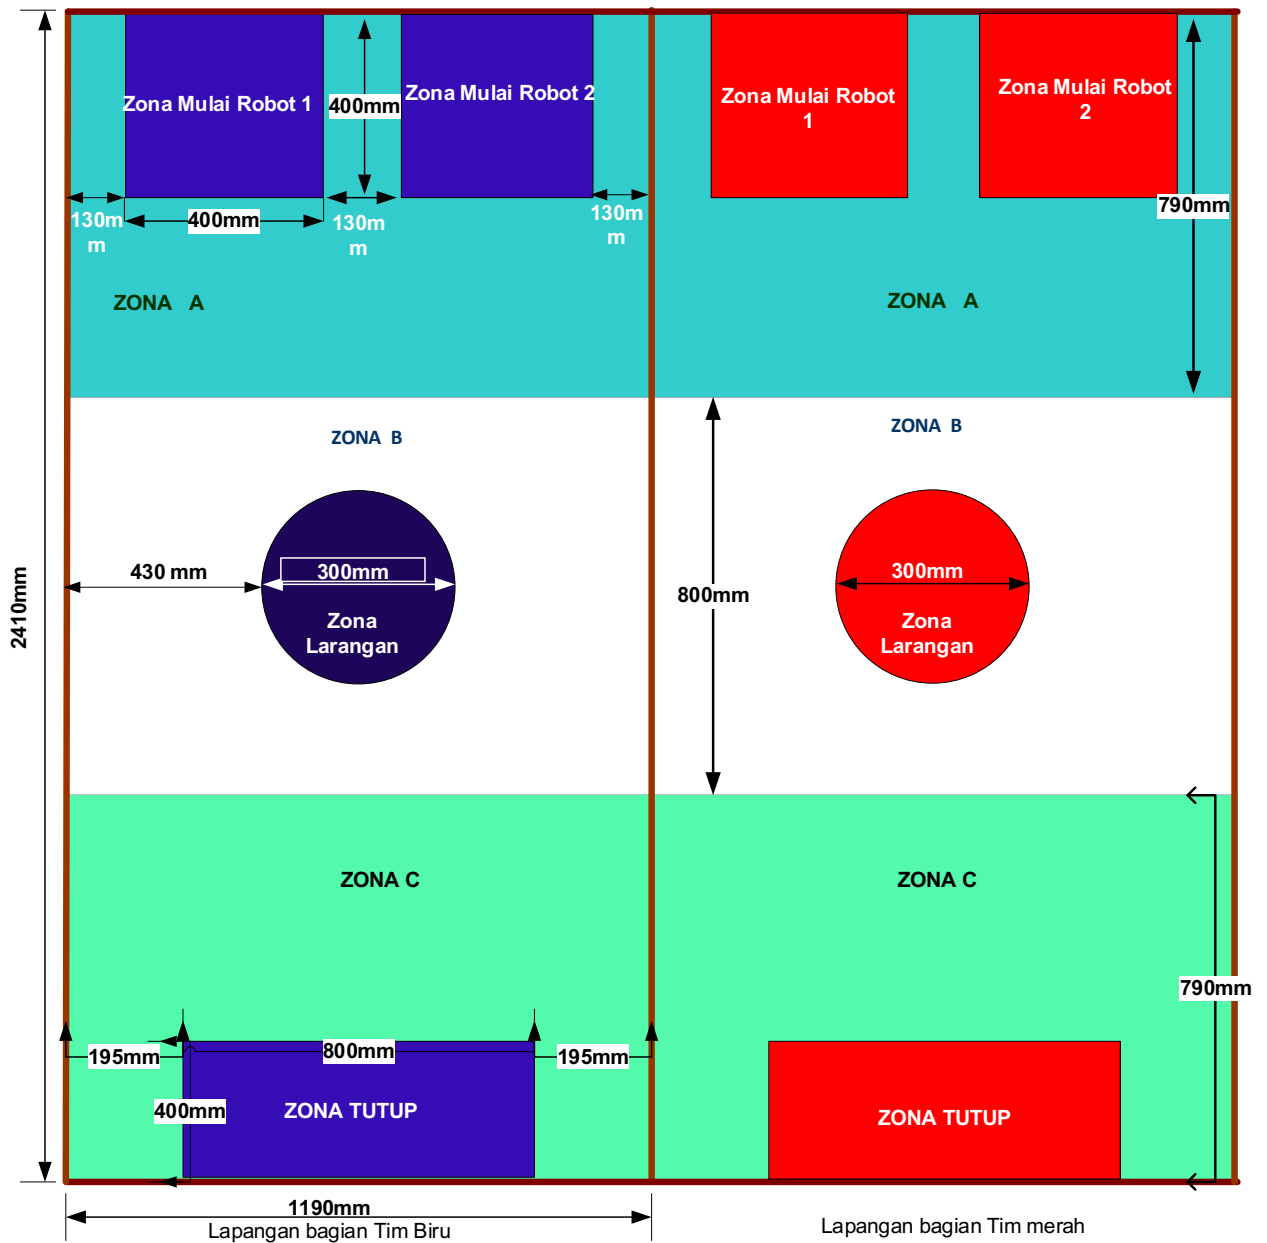 Zona Mulai Robot 1
400mm
Zona Mulai Robot 2
Zona Mulai Robot
1
Zona Mulai Robot
2
130m
m
400mm
130m
m
130m
m
790mm
ZONA A
ZONA A
ZONA B
ZONA B
430 mm
300mm
Zona
Larangan
2410mm
800mm
300mm
Zona
Larangan
ZONA C
ZONA C
790mm
195mm
800mm
195mm
400mm
ZONA TUTUP
ZONA TUTUP
1190mm
Lapangan bagian Tim Biru
Lapangan bagian Tim merah